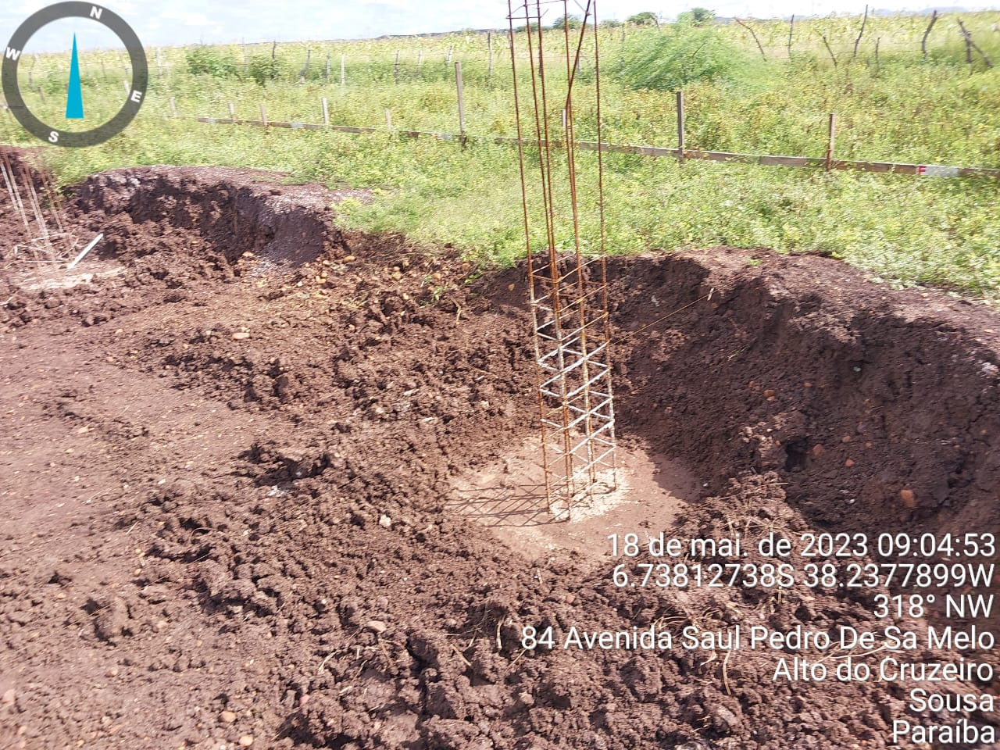 N
W
E
S
18 de mai. de 2023 09:04:53
6.73812738S 38.2377899W
318° NW
84 Avenida Saul Pedro De Sa Melo
Alto do Cruzeiro
Sousa
Paraíba